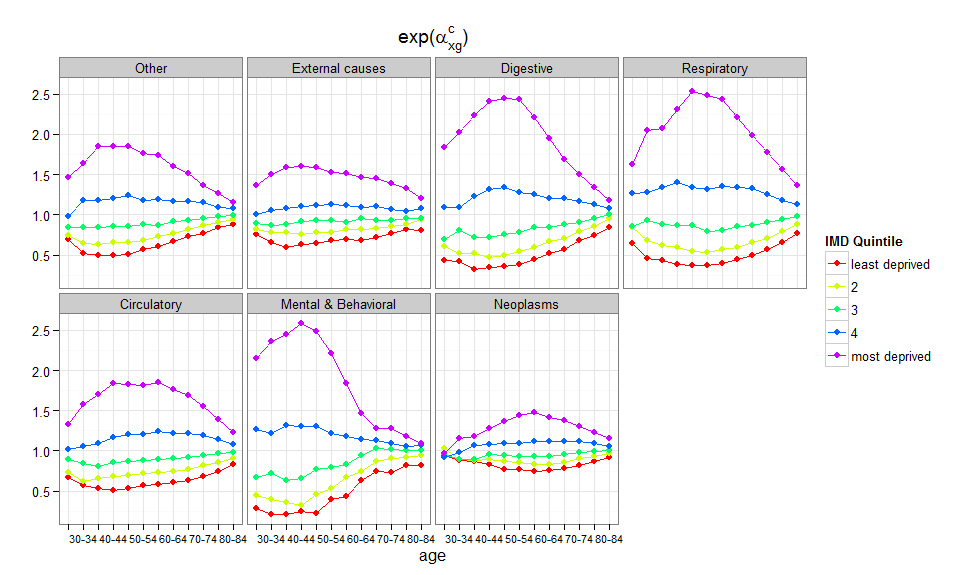 exp(α^c_xg)
Other External causes Digestive Respiratory
2.5
2.0
1.5
1.0
0.5
Circulatory Mental & Behavioral Neoplasms
2.5
2.0
1.5
1.0
0.5
30-34 40-44 50-54 60-64 70-74 80-84 30-34 40-44 50-54 60-64 70-74 80-84 30-34 40-44 50-54 60-64 70-74 80-84
age
IMD Quintile
least deprived
2
3
4
most deprived